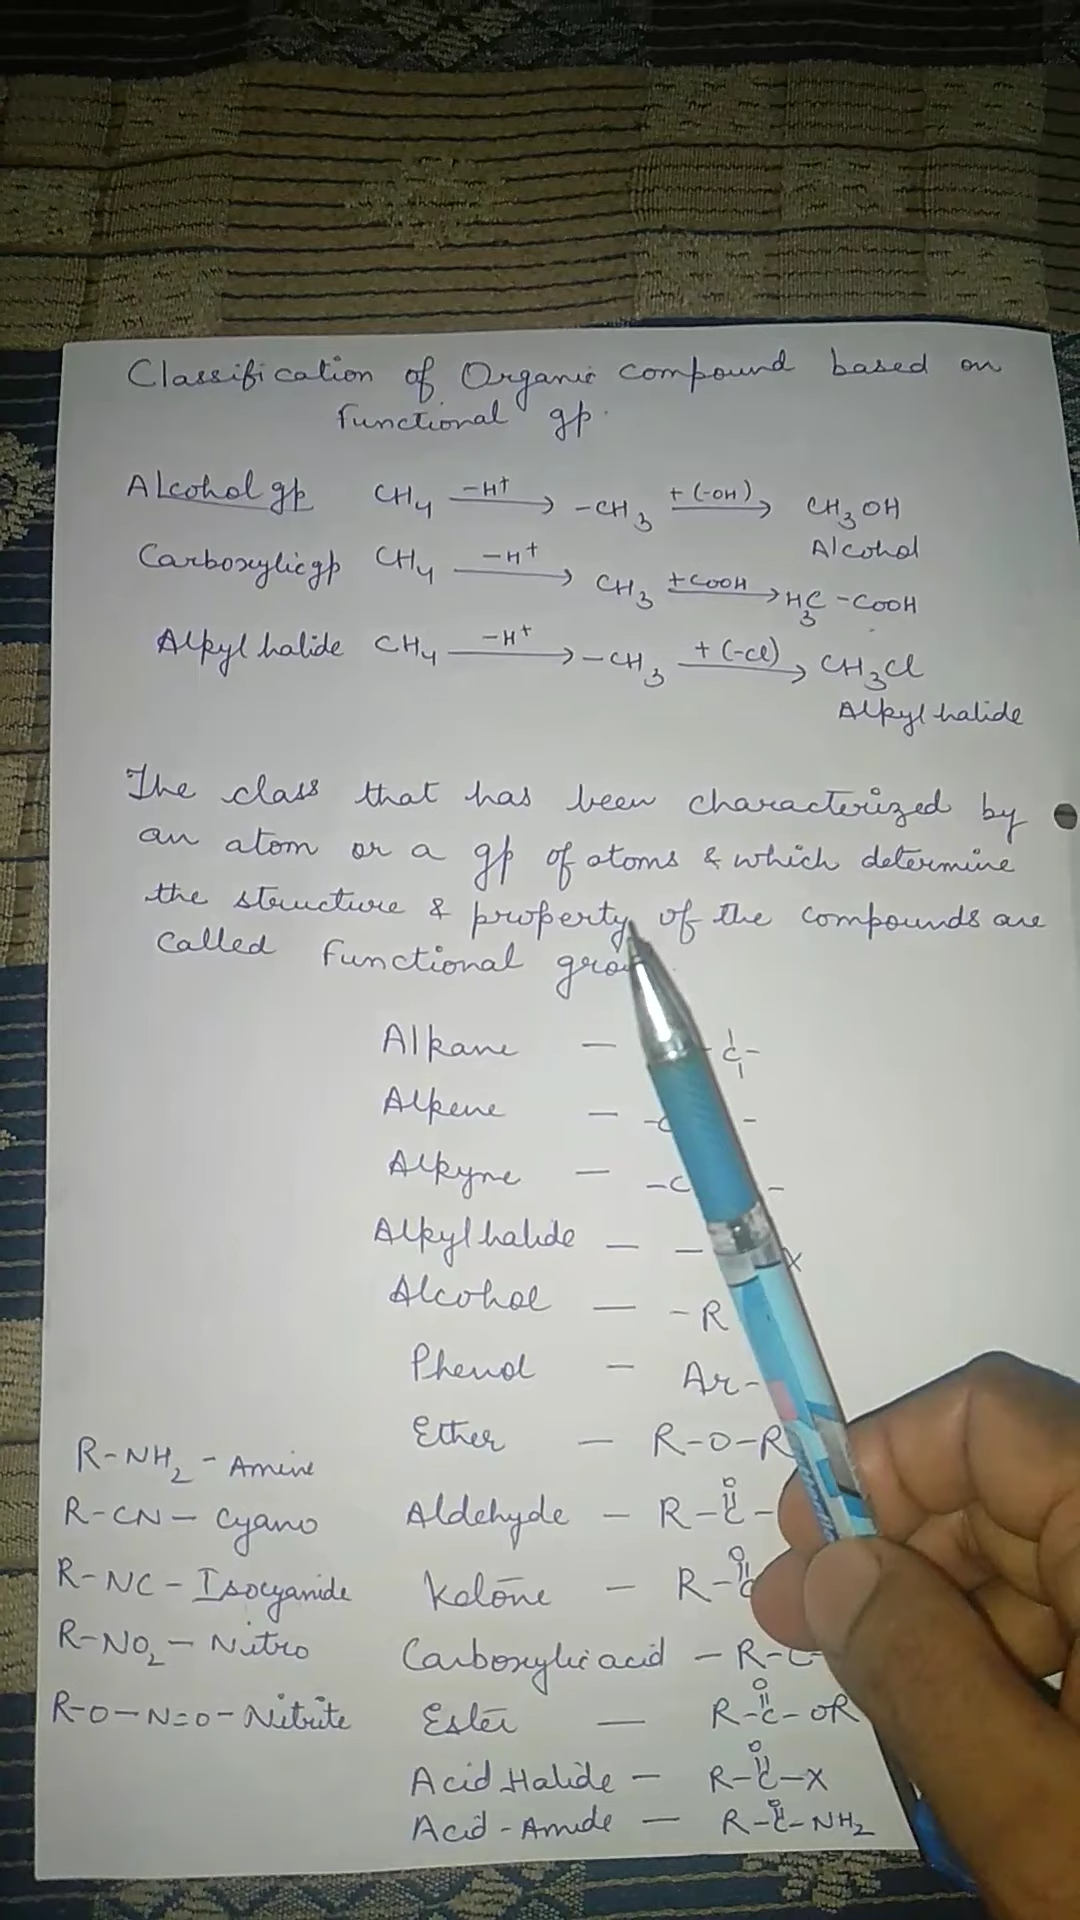 Classification of Organic compound based on
functional gp.
Alcohol gp CH4 —-H+→ -CH3 —+(-OH)→ CH3OH
Alcohol
Carboxylic gp CH4 —-H+→ CH3 —+COOH→ H3C-COOH
Alkyl halide CH4 —-H+→ -CH3 —+(-Cl)→ CH3Cl
Alkyl halide
The class that has been characterized by
an atom or a gp of atoms & which determine
the structure & property of the compounds are
called functional
Alkane — -C-
Alkene —
Alkyne — -C -
Alkyl halide — - X
Alcohol — -R
Phenol — Ar-
Ether — R-O-R
Aldehyde — R-C-
O
Ketone — R-C
O
Carboxylic acid — R-C-
Ester — R-C-OR
O
Acid Halide — R-C-X
O
Acid-Amide — R-C-NH2
O
R-NH2-Amine
R-CN-Cyano
R-NC-Isocyanide
R-NO2-Nitro
R-O-N=O-Nitrite